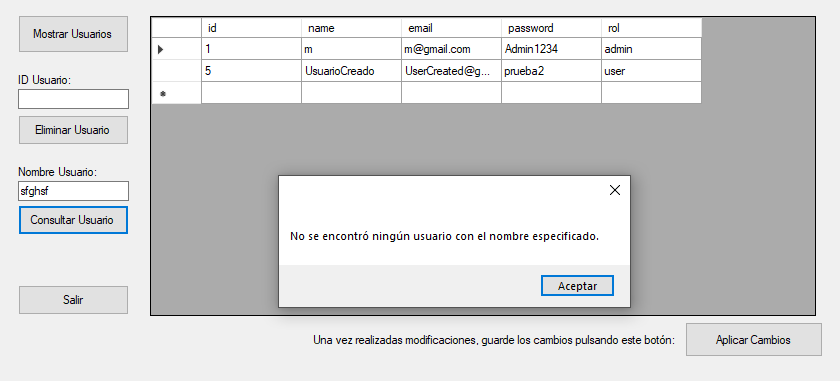 Mostrar Usuarios
ID Usuario:
Eliminar Usuario
Nombre Usuario:
sfghsf
Consultar Usuario
Salir
id name email password rol
1 m m@gmail.com Admin1234 admin
5 UsuarioCreado UserCreated@g... prueba2 user
No se encontró ningún usuario con el nombre especificado.
Aceptar
Una vez realizadas modificaciones, guarde los cambios pulsando este botón:
Aplicar Cambios